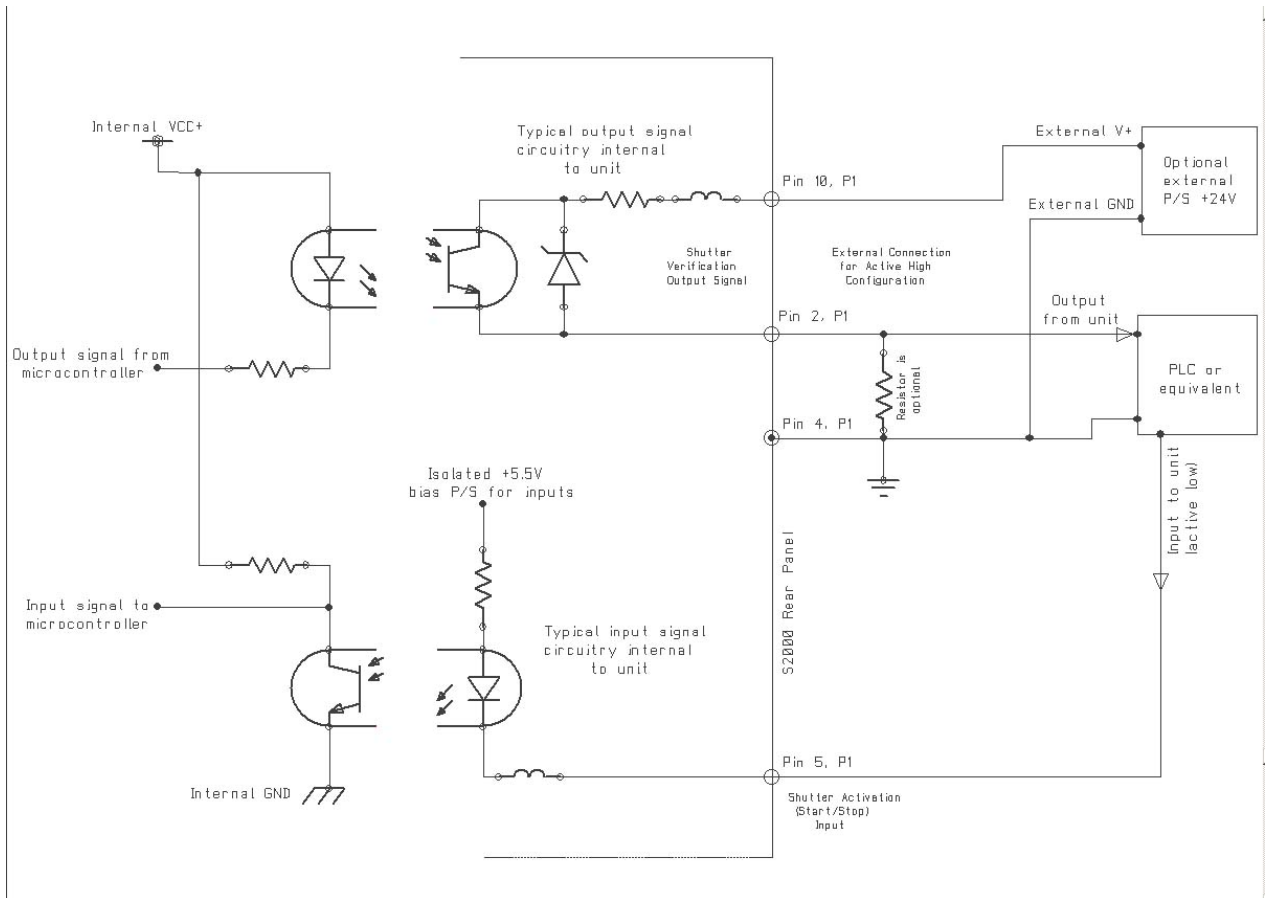 Internal VCC+
Typical output signal
circuitry internal
to unit
External V+
Optional
external
P/S +24V
Pin 10, P1
External GND
Shutter
Verification
Output Signal
External Connection
for Active High
Configuration
Output
from unit
Pin 2, P1
Output signal from
microcontroller
Resistor is
optional
PLC or
equivalent
Pin 4, P1
Isolated +5.5V
bias P/S for inputs
Input to unit
(active low)
S2000 Rear Panel
Input signal to
microcontroller
Typical input signal
circuitry internal
to unit
Pin 5, P1
Internal GND
Shutter Activation
(Start/Stop)
Input